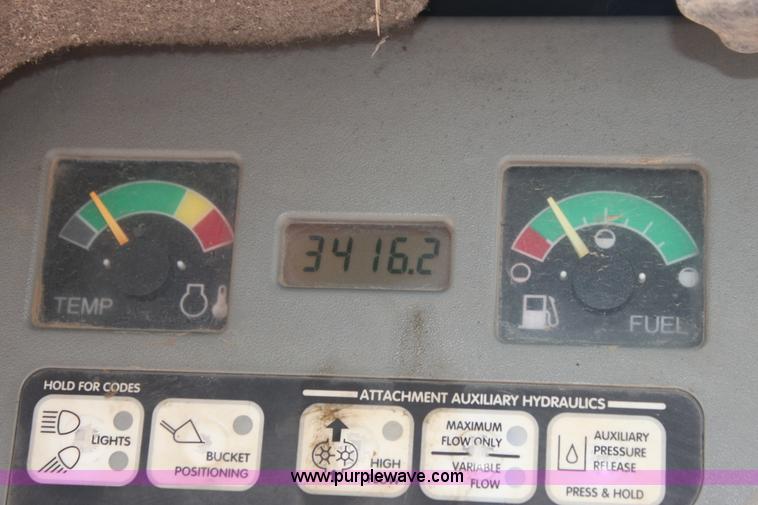 3416.2
TEMP
FUEL
HOLD FOR CODES
ATTACHMENT AUXILIARY HYDRAULICS
LIGHTS
BUCKET
POSITIONING
HIGH
FLOW
MAXIMUM
FLOW ONLY
VARIABLE
FLOW
AUXILIARY
PRESSURE
RELEASE
PRESS & HOLD
www.purplewave.com